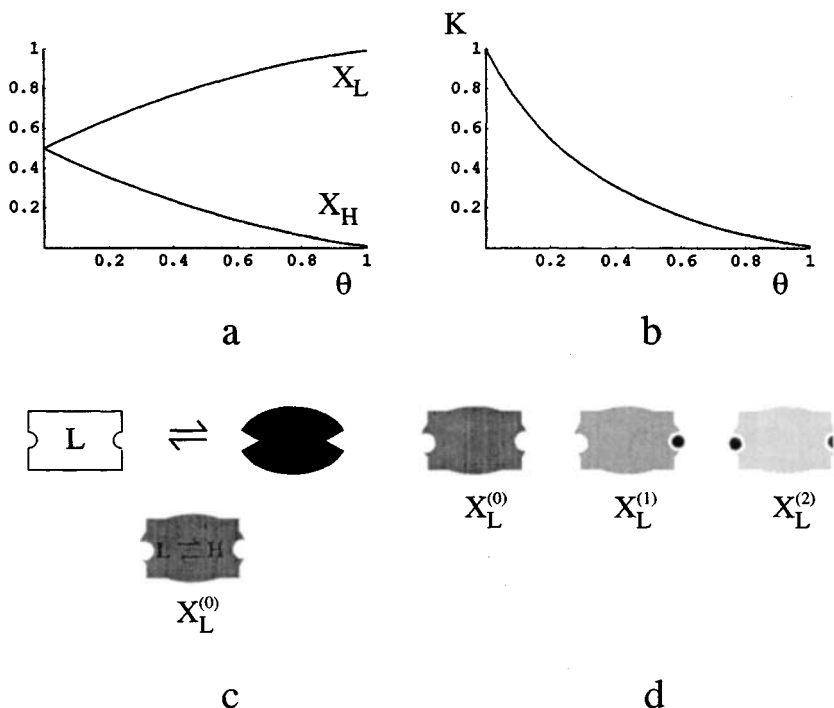 1
0.8
0.6
0.4
0.2
X_L
X_H
0.2 0.4 0.6 0.8 1
θ
a
K
1
0.8
0.6
0.4
0.2
0.2 0.4 0.6 0.8 1
θ
b
L ⇌
L ⇌ H
X_L^(0)
c
X_L^(0) X_L^(1) X_L^(2)
d